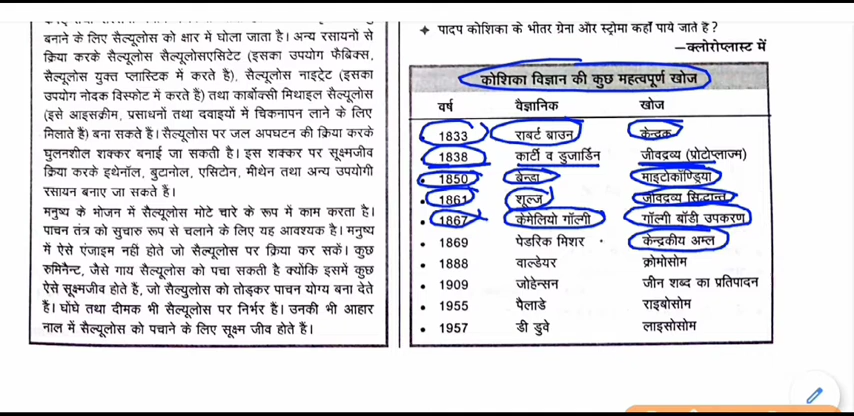 बनाने के लिए सैल्यूलोस को क्षार में घोला जाता है। अन्य रसायनों से
क्रिया करके सैल्यूलोस सैल्यूलोसएसिटेट (इसका उपयोग फैब्रिक्स,
सैल्यूलोस युक्त प्लास्टिक में करते है), सैल्यूलोस नाइट्रेट (इसका
उपयोग नोदक विस्फोट में करते हैं) तथा कार्बोक्सी मिथाइल सैल्यूलोस
(इसे आइसक्रीम, प्रसाधनों तथा दवाइयों में चिकनापन लाने के लिए
मिलाते हैं) बना सकते हैं। सैल्यूलोस पर जल अपघटन की क्रिया करके
घुलनशील शक्कर बनाई जा सकती है। इस शक्कर पर सूक्ष्मजीव
क्रिया करके इथेनॉल, बुटानोल, एसिटोन, मीथेन तथा अन्य उपयोगी
रसायन बनाए जा सकते हैं।
मनुष्य के भोजन में सैल्यूलोस मोटे चारे के रूप में काम करता है।
पाचन तंत्र को सुचारु रूप से चलाने के लिए यह आवश्यक है। मनुष्य
में ऐसे एंजाइम नही होते जो सैल्यूलोस पर क्रिया कर सकें। कुछ
रुमिनैन्ट, जैसे गाय सैल्यूलोस को पचा सकती है क्योंकि इसमें कुछ
ऐसे सूक्ष्मजीव होते हैं, जो सैल्युलोस को तोड़कर पाचन योग्य बना देते
हैं। घोंघे तथा दीमक भी सैल्यूलोस पर निर्भर हैं। उनकी भी आहार
नाल में सैल्यूलोस को पचाने के लिए सूक्ष्म जीव होते हैं।
पादप कोशिका के भीतर ग्रेना और स्ट्रोमा कहाँ पाये जाते है?
—क्लोरोप्लास्ट में
कोशिका विज्ञान की कुछ महत्वपूर्ण खोज
वर्ष वैज्ञानिक खोज
1833 राबर्ट ब्राउन केन्द्रक
1838 कार्टी व डुजार्डिन जीवद्रव्य (प्रोटोप्लाज्म)
• 1850 बेन्डा माइटोकॉण्ड्रिया
• 1861 शूल्ज जीवद्रव्य सिद्धान्त
• 1867 केमेलियो गॉल्गी गॉल्गी बॉडी उपकरण
• 1869 पेडरिक मिशर केन्द्रकीय अम्ल
• 1888 वाल्डेयर क्रोमोसोम
• 1909 जोहेन्सन जीन शब्द का प्रतिपादन
• 1955 पैलाडे राइबोसोम
• 1957 डी डुवे लाइसोसोम